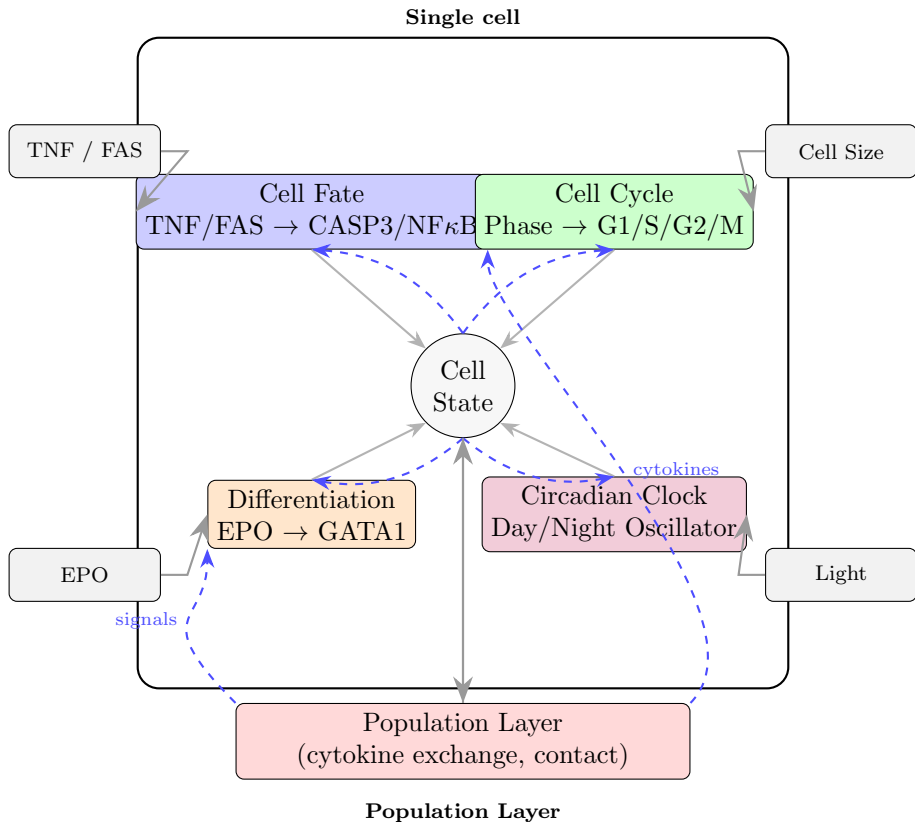 Single cell
TNF / FAS
Cell Size
Cell Fate
TNF/FAS → CASP3/NFκB
Cell Cycle
Phase → G1/S/G2/M
Cell
State
cytokines
Differentiation
EPO → GATA1
Circadian Clock
Day/Night Oscillator
EPO
Light
signals
Population Layer
(cytokine exchange, contact)
Population Layer